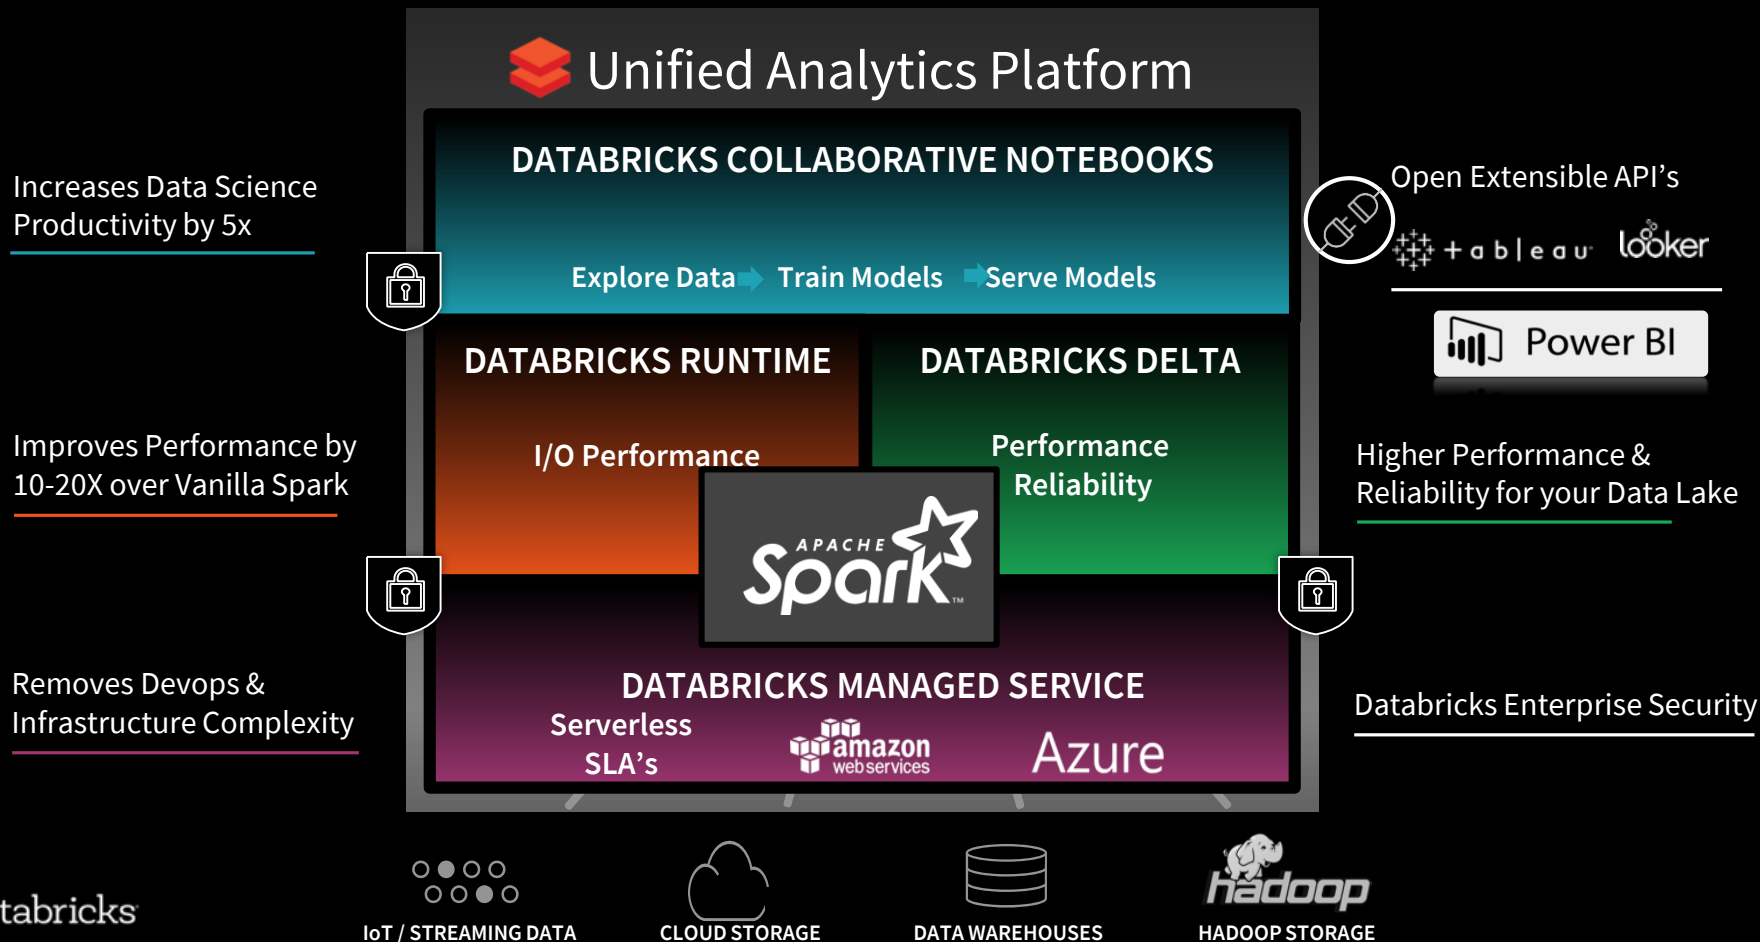 Unified Analytics Platform
DATABRICKS COLLABORATIVE NOTEBOOKS
Explore Data Train Models Serve Models
Increases Data Science
Productivity by 5x
Open Extensible API's
+ a b l e a u
looker
Power BI
DATABRICKS RUNTIME
I/O Performance
DATABRICKS DELTA
Performance
Reliability
Improves Performance by
10-20X over Vanilla Spark
Higher Performance &
Reliability for your Data Lake
APACHE
Spark™
DATABRICKS MANAGED SERVICE
Serverless
SLA's
amazon
web services
Azure
Removes Devops &
Infrastructure Complexity
Databricks Enterprise Security
hadoop
tabricks
IoT / STREAMING DATA
CLOUD STORAGE
DATA WAREHOUSES
HADOOP STORAGE